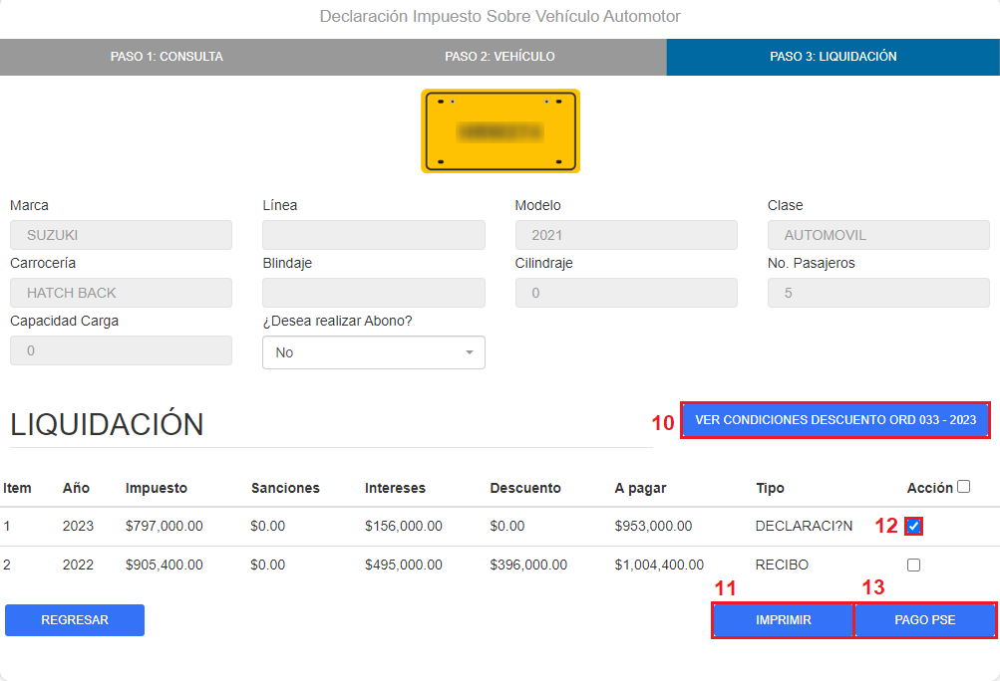 Declaración Impuesto Sobre Vehículo Automotor
PASO 1: CONSULTA PASO 2: VEHÍCULO PASO 3: LIQUIDACIÓN
Marca Línea Modelo Clase
SUZUKI 2021 AUTOMOVIL
Carrocería Blindaje Cilindraje No. Pasajeros
HATCH BACK 0 5
Capacidad Carga ¿Desea realizar Abono?
0 No
LIQUIDACIÓN 10 VER CONDICIONES DESCUENTO ORD 033 - 2023
Item Año Impuesto Sanciones Intereses Descuento A pagar Tipo Acción
1 2023 $797,000.00 $0.00 $156,000.00 $0.00 $953,000.00 DECLARACI?N 12
2 2022 $905,400.00 $0.00 $495,000.00 $396,000.00 $1,004,400.00 RECIBO
11 13
REGRESAR IMPRIMIR PAGO PSE